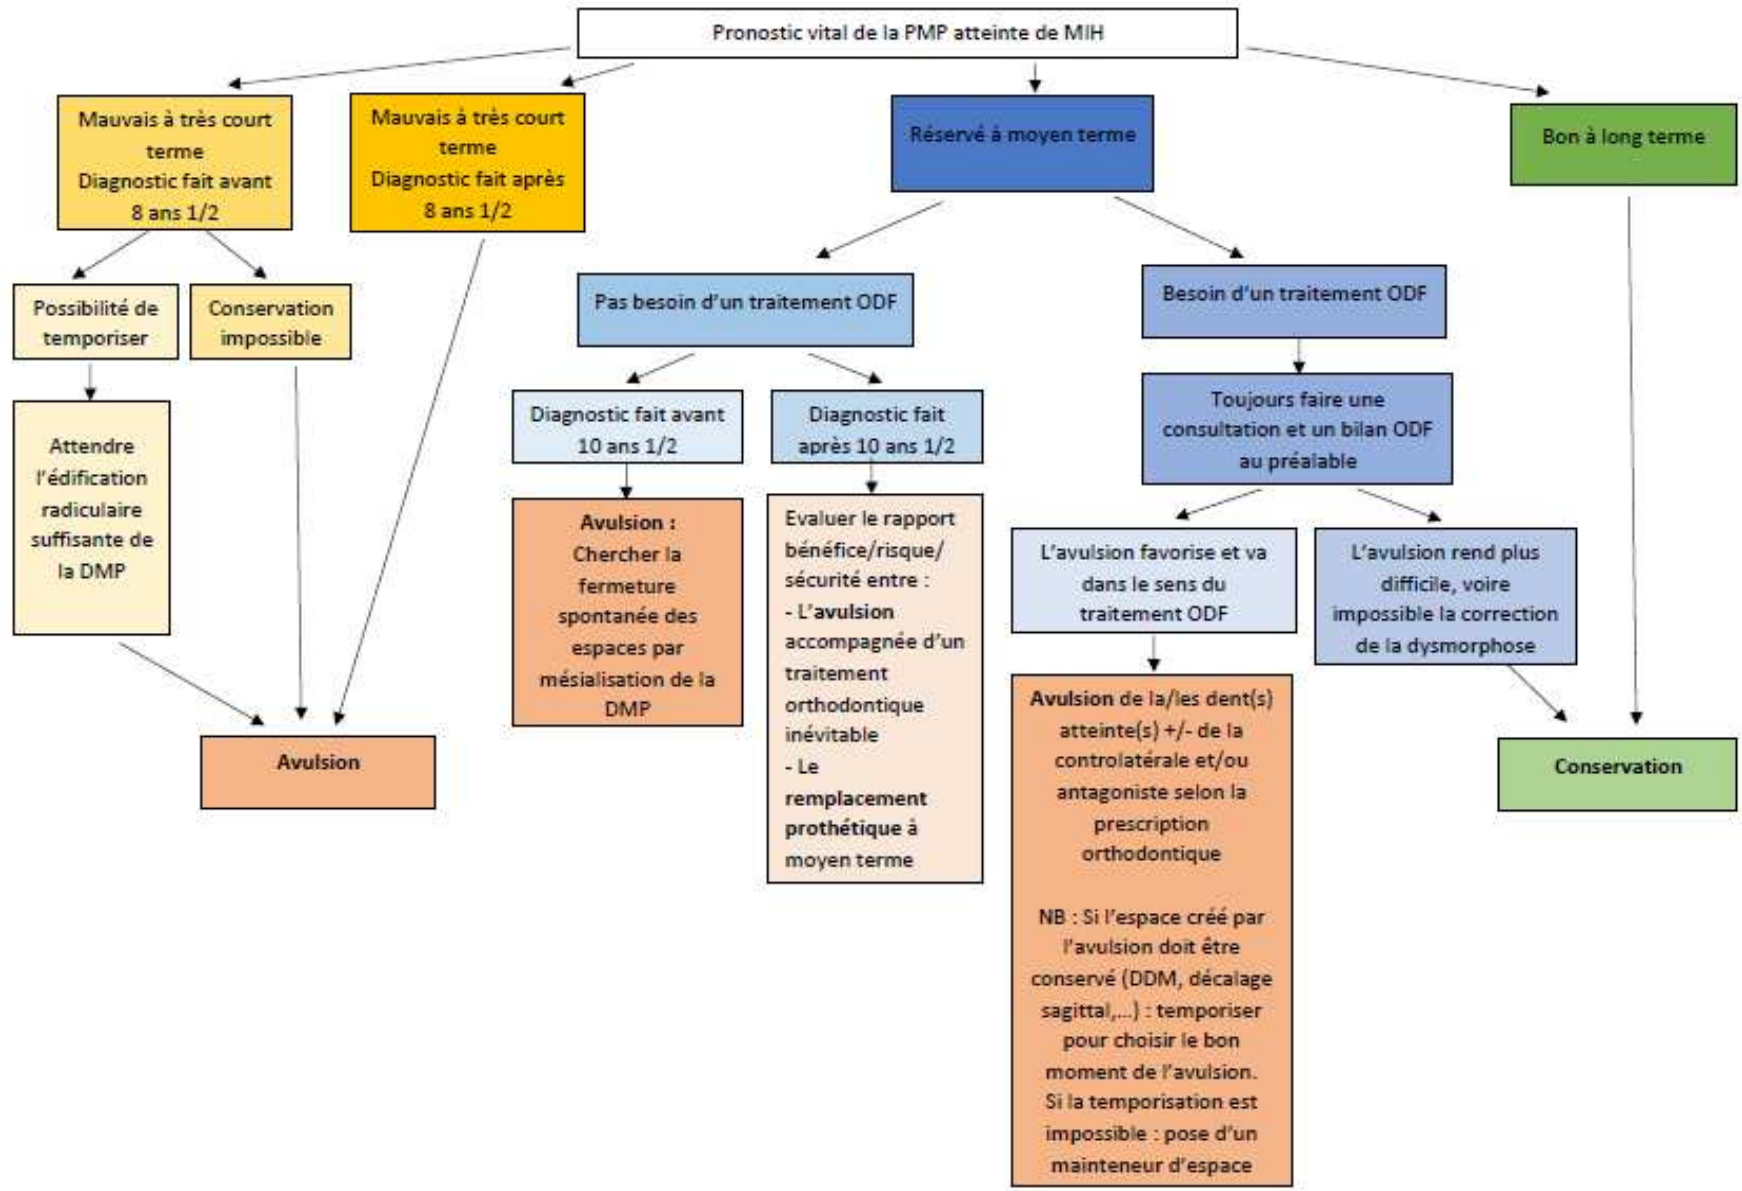 Pronostic vital de la PMP atteinte de MIH
Mauvais à très court
terme
Diagnostic fait avant
8 ans 1/2
Mauvais à très court
terme
Diagnostic fait après
8 ans 1/2
Réservé à moyen terme
Bon à long terme
Possibilité de
temporiser
Conservation
impossible
Pas besoin d'un traitement ODF
Besoin d'un traitement ODF
Attendre
l'édification
radiculaire
suffisante de
la DMP
Diagnostic fait avant
10 ans 1/2
Diagnostic fait
après 10 ans 1/2
Toujours faire une
consultation et un bilan ODF
au préalable
Avulsion :
Chercher la
fermeture
spontanée des
espaces par
mésialisation de la
DMP
Evaluer le rapport
bénéfice/risque/
sécurité entre :
- L'avulsion
accompagnée d'un
traitement
orthodontique
inévitable
- Le
remplacement
prothétique à
moyen terme
L'avulsion favorise et va
dans le sens du
traitement ODF
L'avulsion rend plus
difficile, voire
impossible la correction
de la dysmorphose
Avulsion
Avulsion de la/les dent(s)
atteinte(s) +/- de la
controlatérale et/ou
antagoniste selon la
prescription
orthodontique
NB : Si l'espace créé par
l'avulsion doit être
conservé (DDM, décalage
sagittal,...) : temporiser
pour choisir le bon
moment de l'avulsion.
Si la temporisation est
impossible : pose d'un
mainteneur d'espace
Conservation